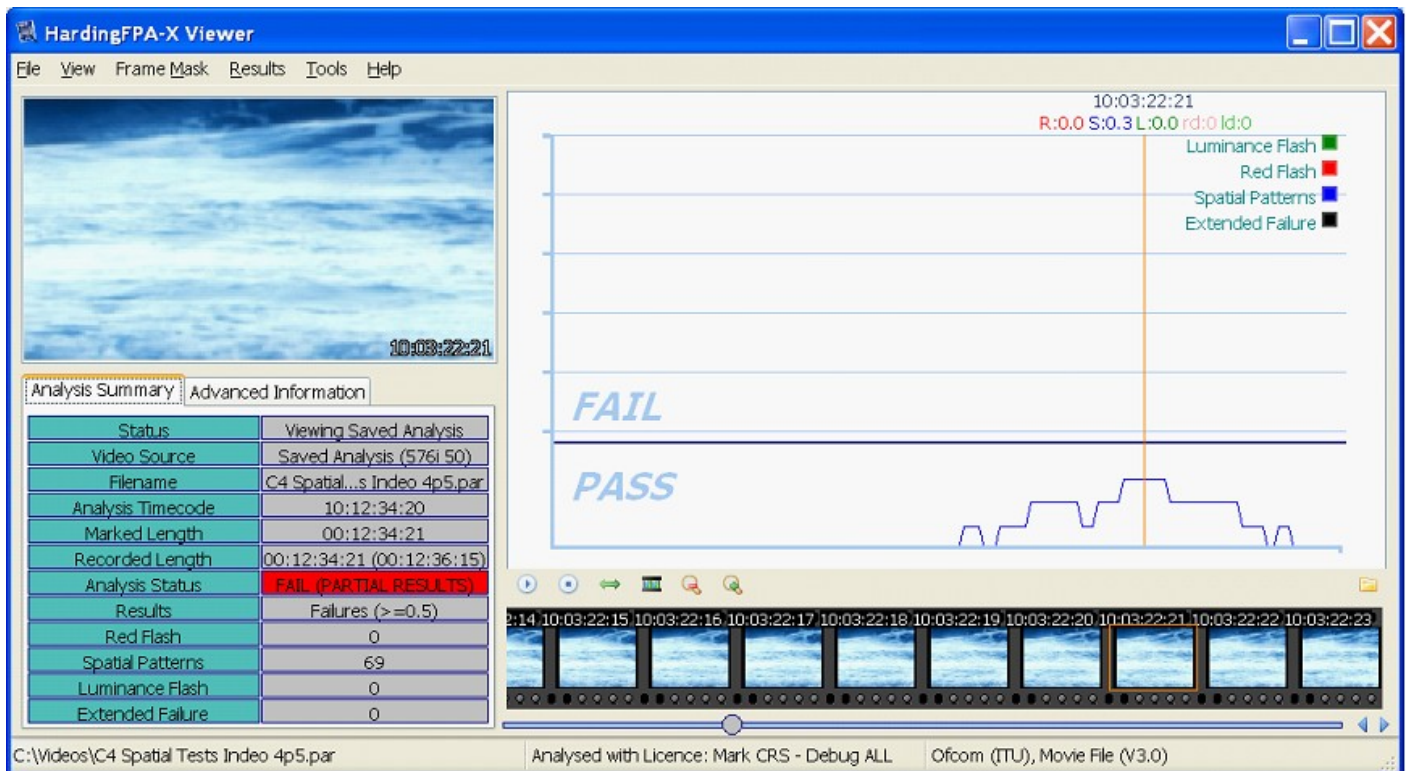 HardingFPA-X Viewer
File View Frame Mask Results Tools Help
10:03:22:21
Analysis Summary Advanced Information
Status Viewing Saved Analysis
Video Source Saved Analysis (576i 50)
Filename C4 Spatial...s Indeo 4p5.par
Analysis Timecode 10:12:34:20
Marked Length 00:12:34:21
Recorded Length 00:12:34:21 (00:12:36:15)
Analysis Status FAIL (PARTIAL RESULTS)
Results Failures (>=0.5)
Red Flash 0
Spatial Patterns 69
Luminance Flash 0
Extended Failure 0
10:03:22:21
R:0.0 S:0.3 L:0.0 rd:0 ld:0
Luminance Flash
Red Flash
Spatial Patterns
Extended Failure
FAIL
PASS
2:14 10:03:22:15 10:03:22:16 10:03:22:17 10:03:22:18 10:03:22:19 10:03:22:20 10:03:22:21 10:03:22:22 10:03:22:23
C:\Videos\C4 Spatial Tests Indeo 4p5.par Analysed with Licence: Mark CRS - Debug ALL Ofcom (ITU), Movie File (V3.0)